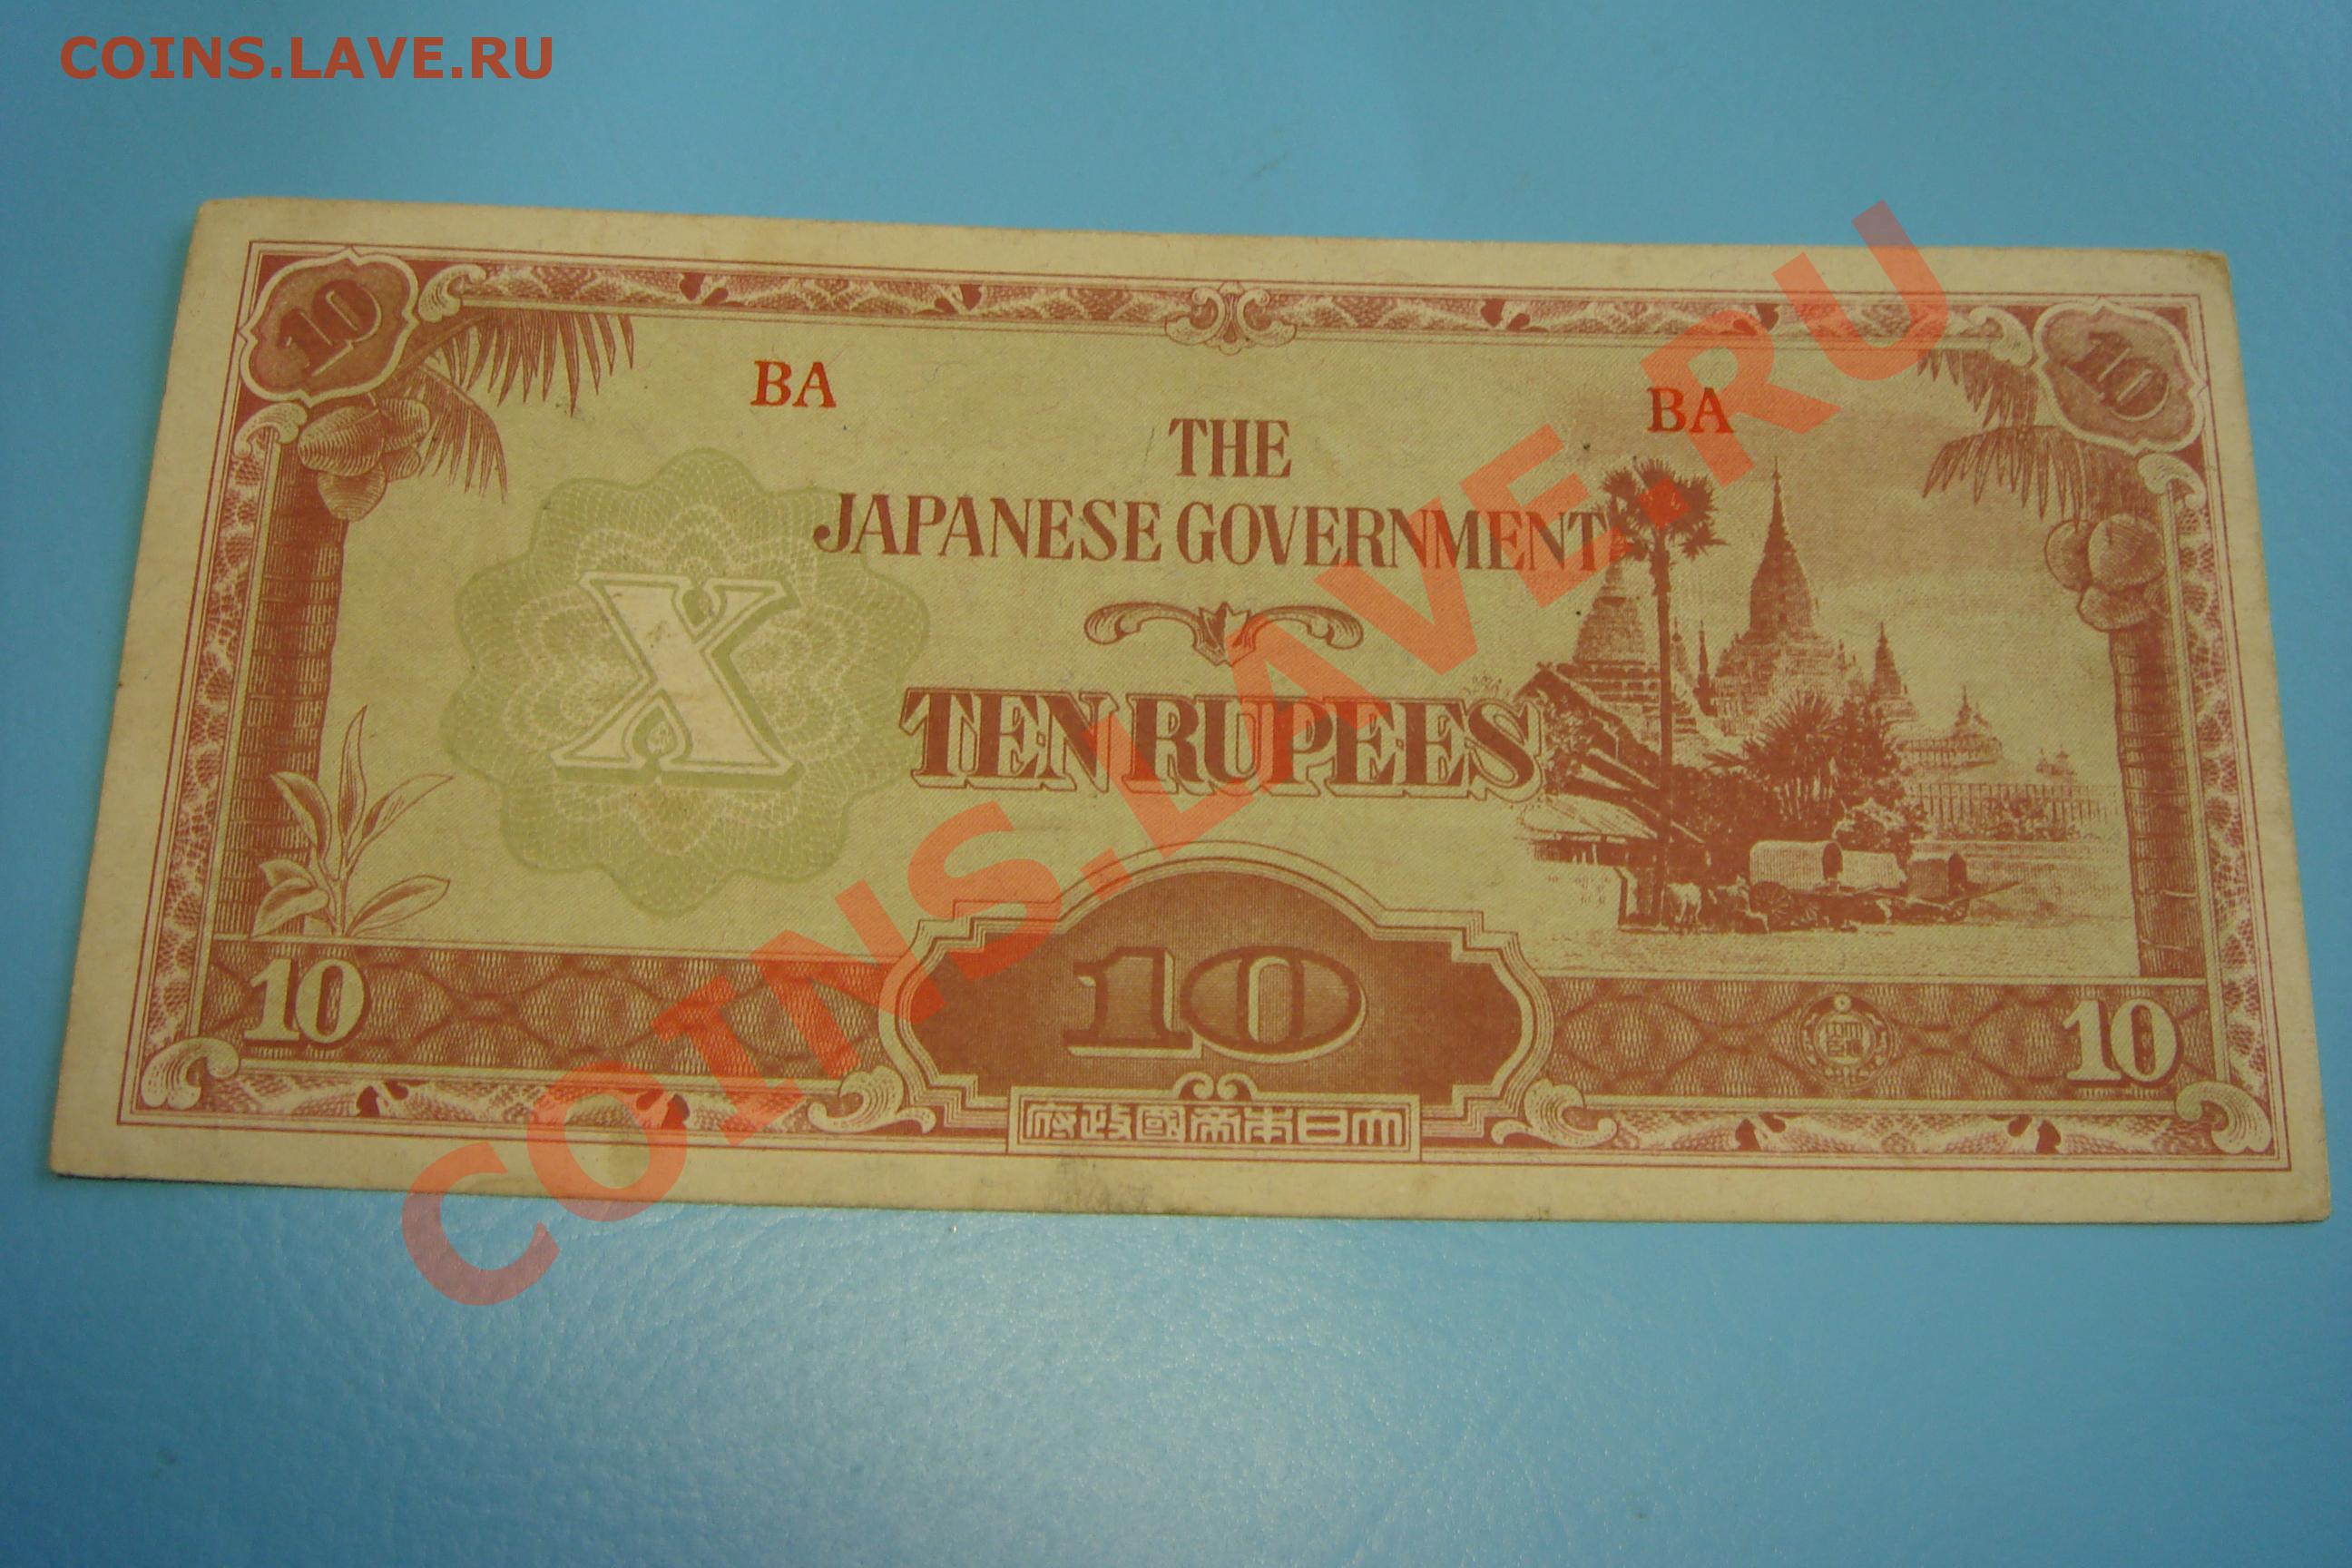 COINS.LAVE.RU
10
10
BA
BA
THE
JAPANESE GOVERNMENT
X
TEN RUPEES
10
10
10
府政國帝本日大
COINS.LAVE.RU